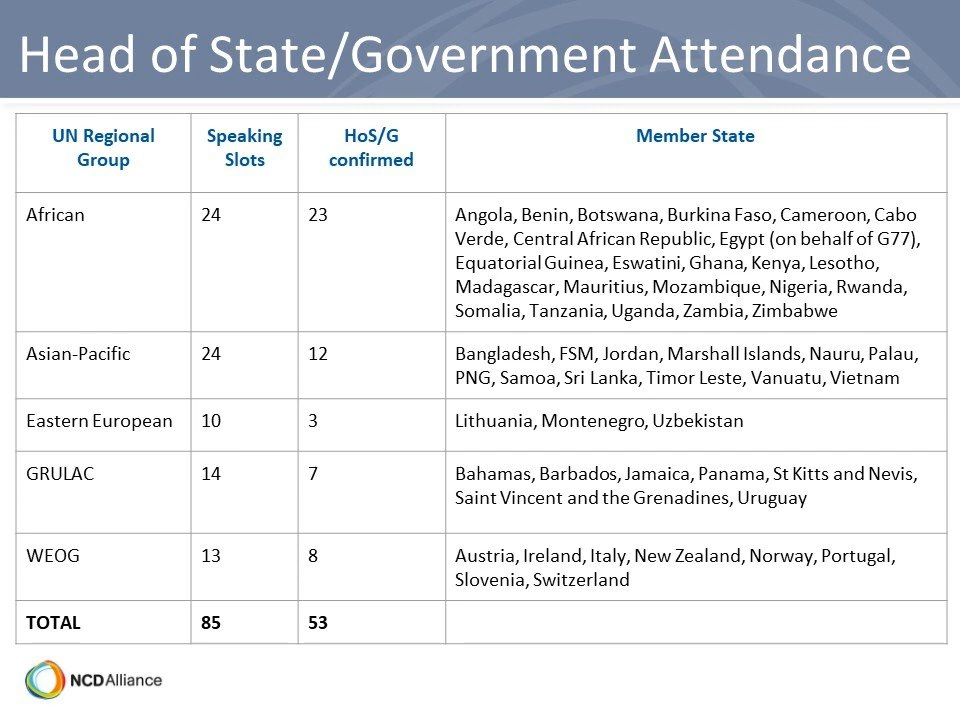 Head of State/Government Attendance
UN Regional
Group
Speaking
Slots
HoS/G
confirmed
Member State
African
24
23
Angola, Benin, Botswana, Burkina Faso, Cameroon, Cabo
Verde, Central African Republic, Egypt (on behalf of G77),
Equatorial Guinea, Eswatini, Ghana, Kenya, Lesotho,
Madagascar, Mauritius, Mozambique, Nigeria, Rwanda,
Somalia, Tanzania, Uganda, Zambia, Zimbabwe
Asian-Pacific
24
12
Bangladesh, FSM, Jordan, Marshall Islands, Nauru, Palau,
PNG, Samoa, Sri Lanka, Timor Leste, Vanuatu, Vietnam
Eastern European
10
3
Lithuania, Montenegro, Uzbekistan
GRULAC
14
7
Bahamas, Barbados, Jamaica, Panama, St Kitts and Nevis,
Saint Vincent and the Grenadines, Uruguay
WEOG
13
8
Austria, Ireland, Italy, New Zealand, Norway, Portugal,
Slovenia, Switzerland
TOTAL
85
53
NCDAlliance